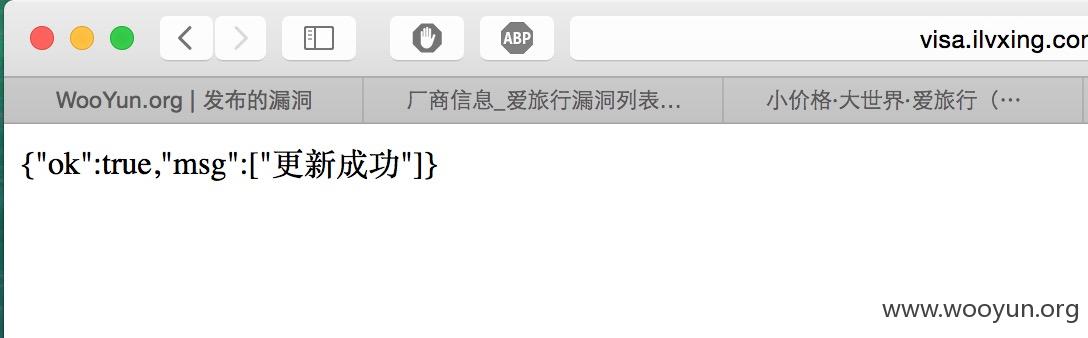 ABP
visa.ilvxing.com
WooYun.org | 发布的漏洞
厂商信息_爱旅行漏洞列表...
小价格·大世界·爱旅行（…
{"ok":true,"msg":["更新成功"]}
www.wooyun.org